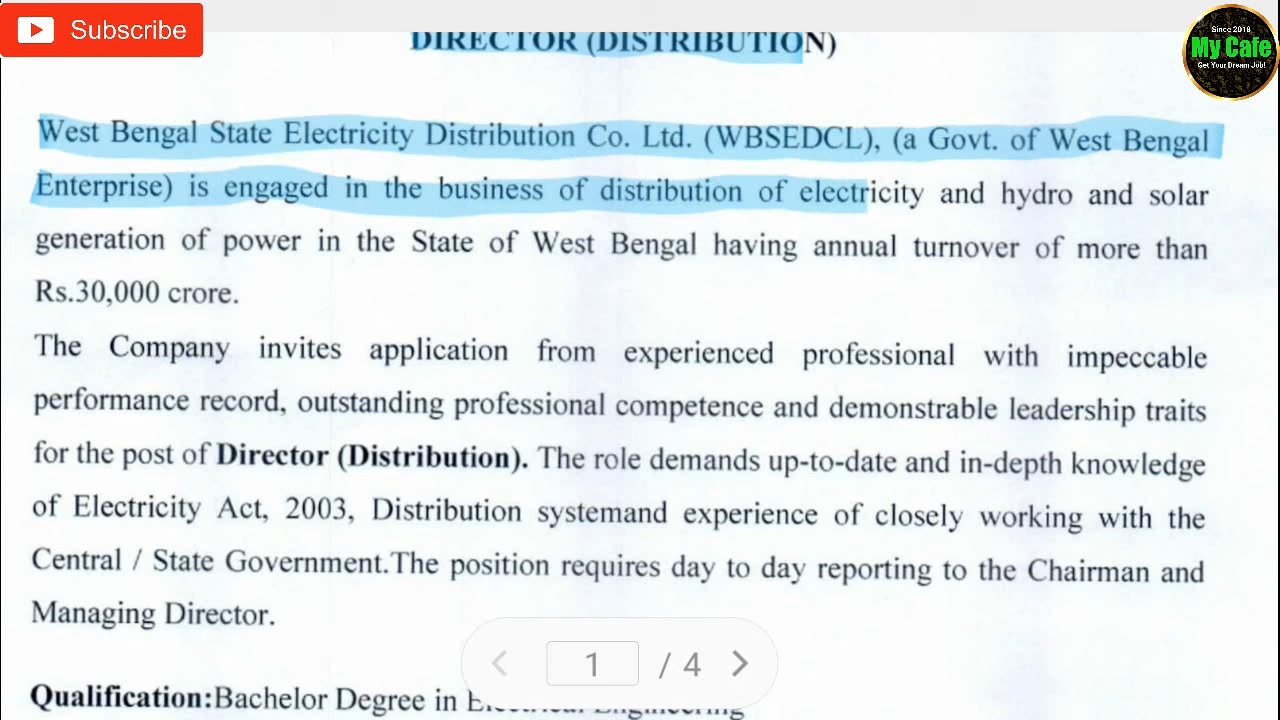 Subscribe
Since 2018
My Cafe
Get Your Dream Job!
DIRECTOR (DISTRIBUTION)
West Bengal State Electricity Distribution Co. Ltd. (WBSEDCL), (a Govt. of West Bengal
Enterprise) is engaged in the business of distribution of electricity and hydro and solar
generation of power in the State of West Bengal having annual turnover of more than
Rs.30,000 crore.
The Company invites application from experienced professional with impeccable
performance record, outstanding professional competence and demonstrable leadership traits
for the post of Director (Distribution). The role demands up-to-date and in-depth knowledge
of Electricity Act, 2003, Distribution systemand experience of closely working with the
Central / State Government.The position requires day to day reporting to the Chairman and
Managing Director.
1 / 4
Qualification:Bachelor Degree in Electrical Engineering